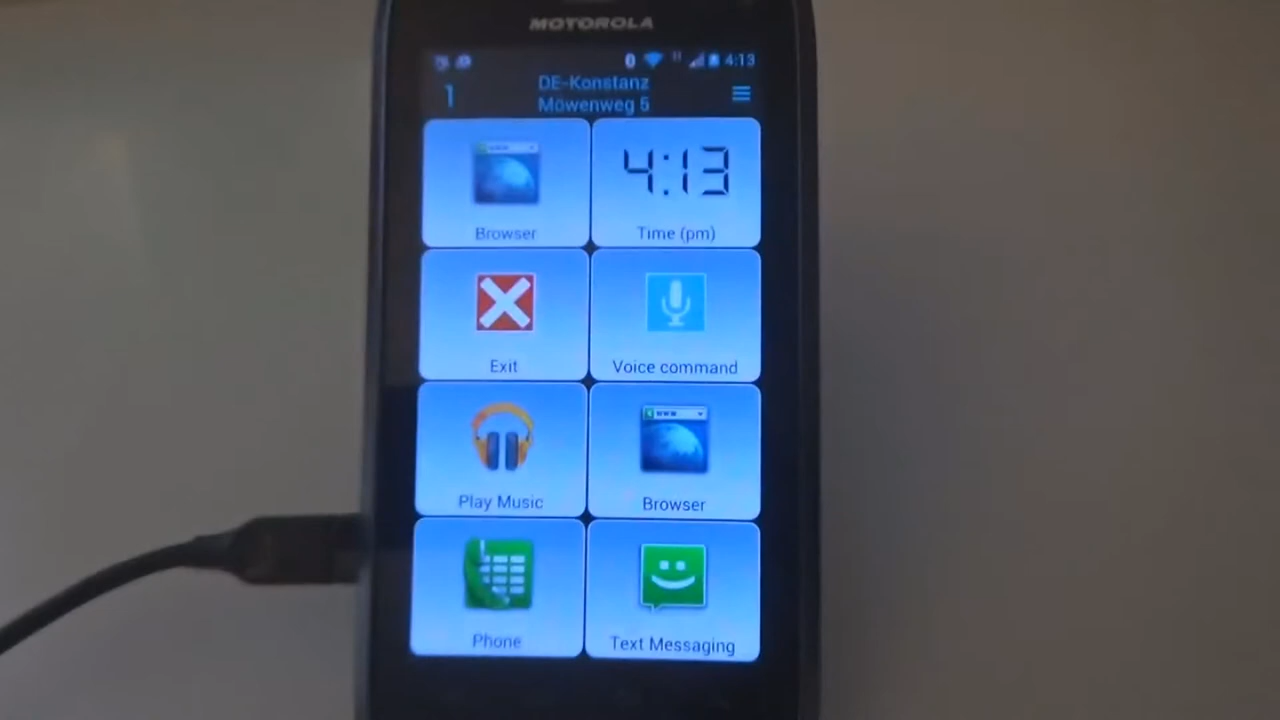 MOTOROLA
4:13
DE-Konstanz
1
Möwenweg 5
Browser
4:13
Time (pm)
Exit
Voice command
Play Music
www
Browser
Phone
Text Messaging